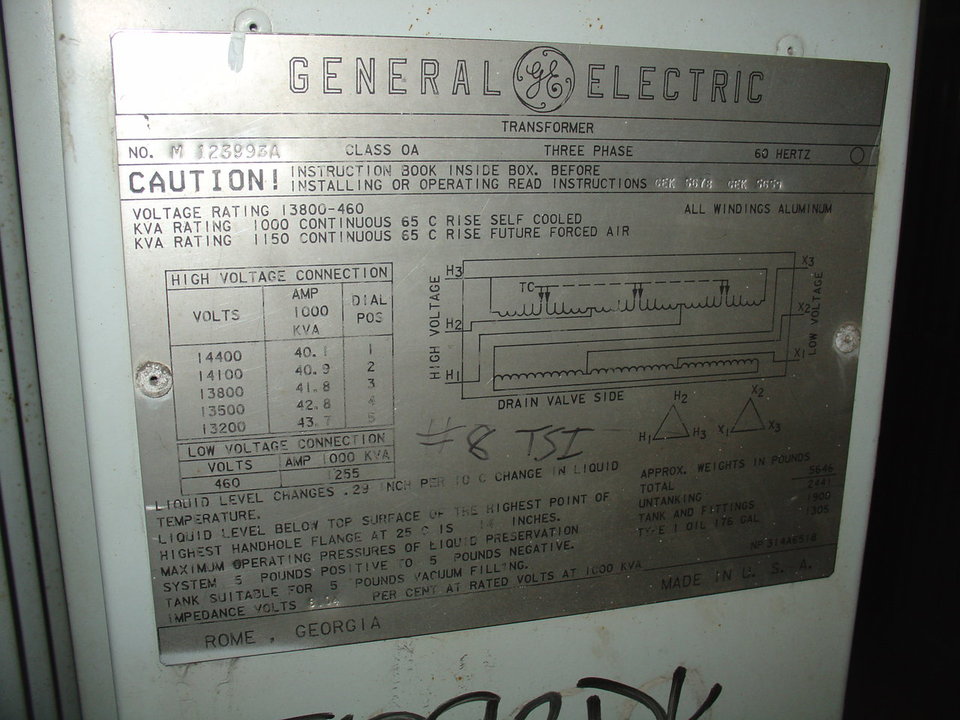 GENERAL GE ELECTRIC
TRANSFORMER
NO. M 123993A CLASS OA THREE PHASE 60 HERTZ
CAUTION! INSTRUCTION BOOK INSIDE BOX. BEFORE
INSTALLING OR OPERATING READ INSTRUCTIONS GEK GEK
VOLTAGE RATING 13800-460 ALL WINDINGS ALUMINUM
KVA RATING 1000 CONTINUOUS 65 C RISE SELF COOLED
KVA RATING 1150 CONTINUOUS 65 C RISE FUTURE FORCED AIR
HIGH VOLTAGE CONNECTION
VOLTS AMP 1000 KVA DIAL POS
14400 40.1 1
14100 40.9 2
13800 41.8 3
13500 42.8 4
13200 43.7 5
LOW VOLTAGE CONNECTION
VOLTS AMP 1000 KVA
460 1255
HIGH VOLTAGE
H3
H2
H1
TC
X3
X2
X1
LOW VOLTAGE
DRAIN VALVE SIDE
H2
H1 H3
X2
X1 X3
#8 TSI
LIQUID LEVEL CHANGES .29 INCH PER 10 C CHANGE IN LIQUID
TEMPERATURE.
LIQUID LEVEL BELOW TOP SURFACE OF THE HIGHEST POINT OF
HIGHEST HANDHOLE FLANGE AT 25 C IS INCHES.
MAXIMUM OPERATING PRESSURES OF LIQUID PRESERVATION
SYSTEM 5 POUNDS POSITIVE TO 5 POUNDS NEGATIVE.
TANK SUITABLE FOR 5 POUNDS VACUUM FILLING.
IMPEDANCE VOLTS PER CENT AT RATED VOLTS AT 1000 KVA
APPROX. WEIGHTS IN POUNDS
TOTAL 5646
UNTANKING 2441
TANK AND FITTINGS 1900
TYPE 1 OIL 176 GAL 1305
NP 314A6518
MADE IN U. S. A.
ROME, GEORGIA